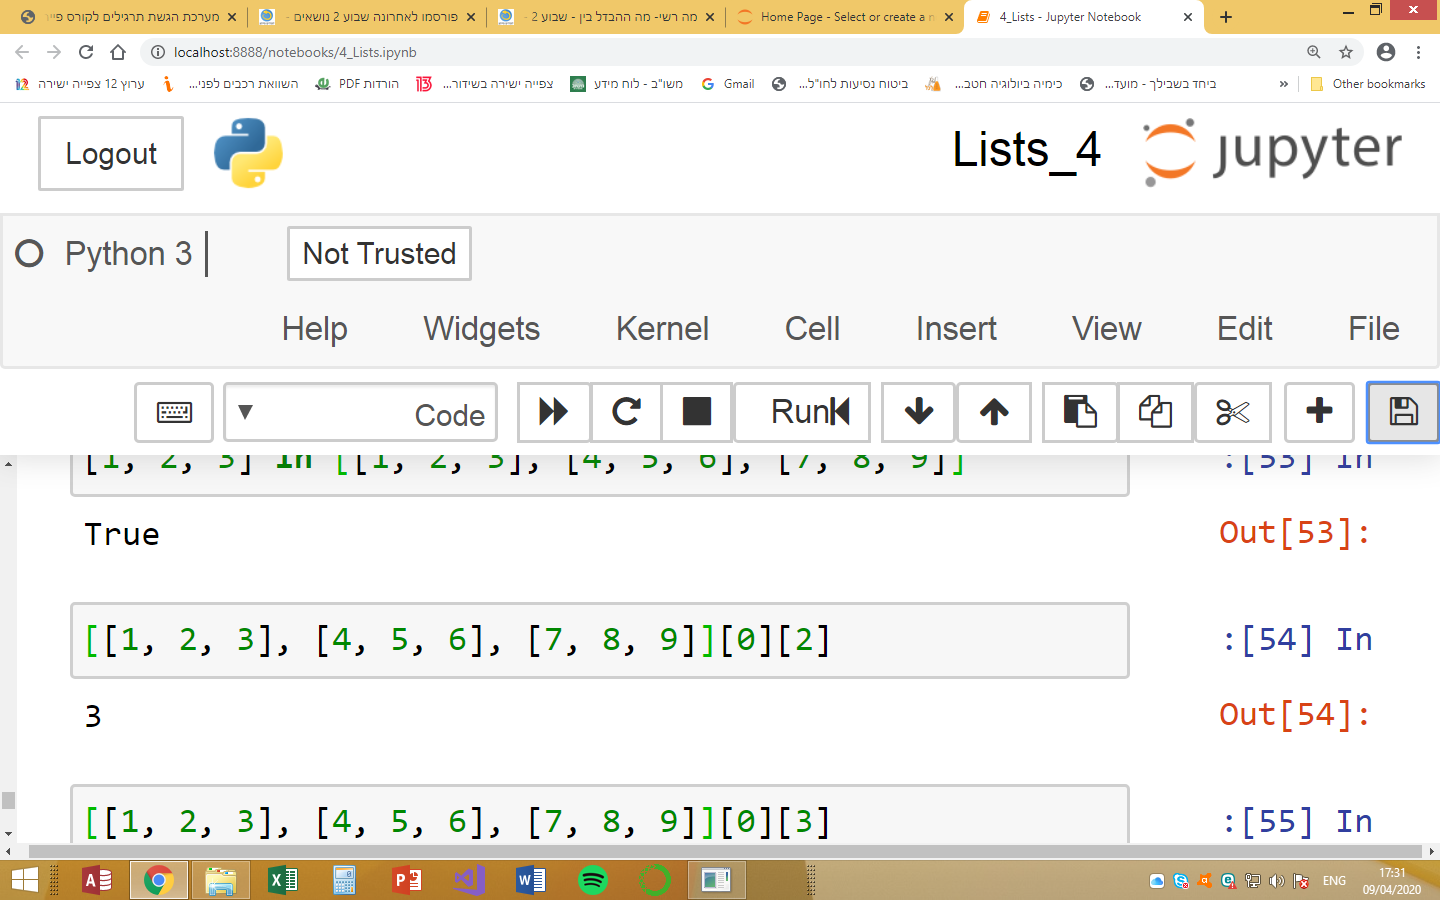 מערכת הגשת תרגילים לקורס פיי
פורסמו לאחרונה שבוע 2 נושאים -
מה רשי- מה ההבדל בין - שבוע 2 -
Home Page - Select or create a n
4_Lists - Jupyter Notebook
localhost:8888/notebooks/4_Lists.ipynb
ערוץ 12 צפייה ישירה
השוואת רכבים לפני...
הורדות PDF
צפייה ישירה בשידור...
משו"ב - לוח מידע
Gmail
ביטוח נסיעות לחו"ל...
כימיה ביולוגיה חטב...
ביחד בשבילך - מועד...
»
Other bookmarks
Logout
Lists_4
jupyter
Python 3
Not Trusted
Help Widgets Kernel Cell Insert View Edit File
Code
Run
[1, 2, 3] in [[1, 2, 3], [4, 5, 6], [7, 8, 9]]
:[53] In
True
Out[53]:
[[1, 2, 3], [4, 5, 6], [7, 8, 9]][0][2]
:[54] In
3
Out[54]:
[[1, 2, 3], [4, 5, 6], [7, 8, 9]][0][3]
:[55] In
ENG
17:31
09/04/2020